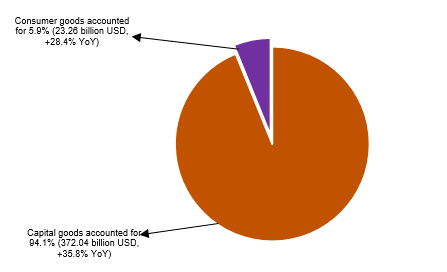 Consumer goods accounted
for 5.9% (23.26 billion USD,
+28.4% YoY)
Capital goods accounted for
94.1% (372.04 billion USD,
+35.8% YoY)